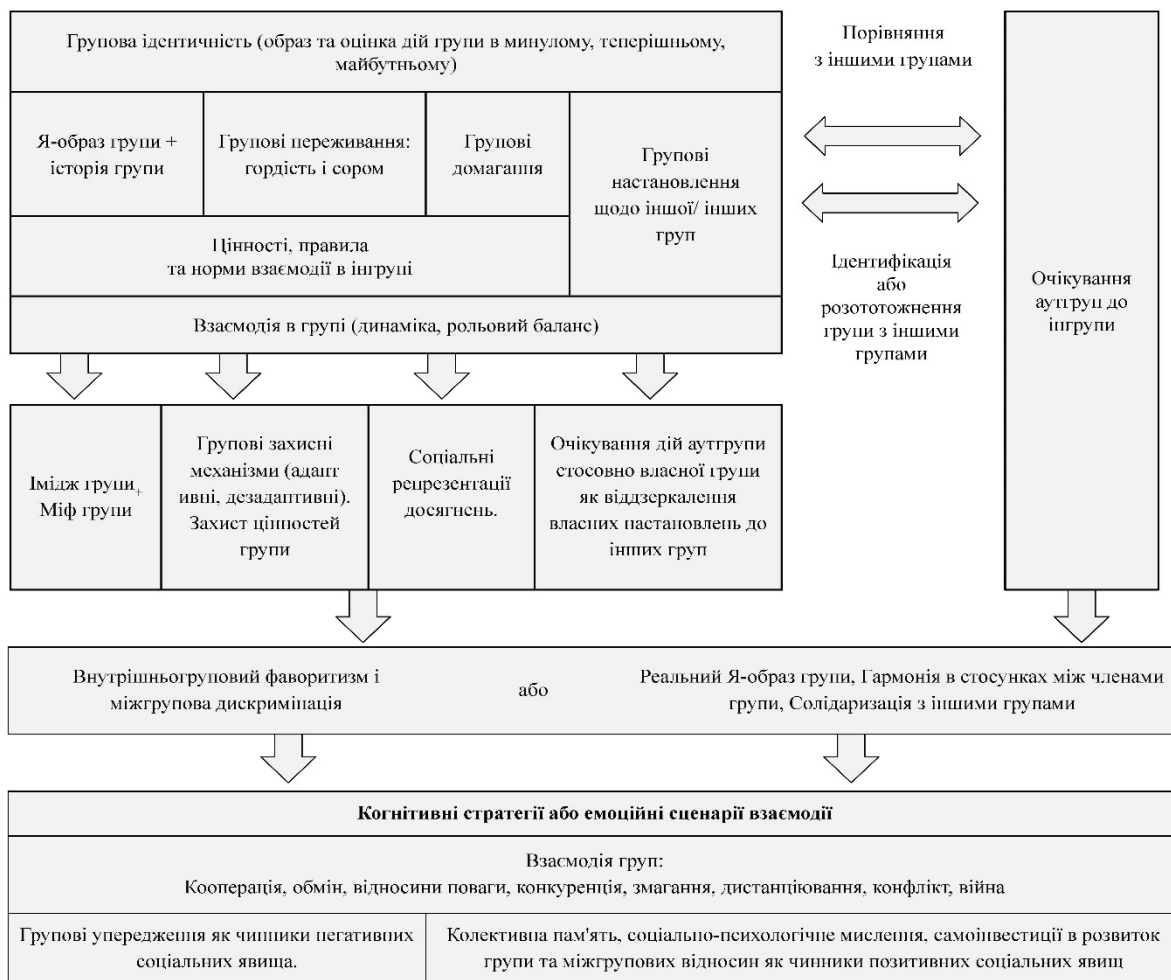 Групова ідентичність (образ та оцінка дій групи в минулому, теперішньому,
майбутньому)
Порівняння
з іншими групами
Я-образ групи +
історія групи
Групові переживання:
гордість і сором
Групові
домагання
Групові
настановлення
щодо іншої/ інших
груп
Цінності, правила
та норми взаємодії в інгрупі
Ідентифікація
або
розототожнення
групи з іншими
групами
Очікування
аутгруп до
інгрупи
Взаємодія в групі (динаміка, рольовий баланс)
Імідж групи+
Міф групи
Групові захисні
механізми (адапт
ивні, дезадаптивні).
Захист цінностей
групи
Соціальні
репрезентації
досягнень.
Очікування дій аутгрупи
стосовно власної групи
як віддзеркалення
власних настановлень до
інших груп
Внутрішньогруповий фаворитизм і
міжгрупова дискримінація
або
Реальний Я-образ групи, Гармонія в стосунках між членами
групи, Солідаризація з іншими групами
Когнітивні стратегії або емоційні сценарії взаємодії
Взаємодія груп:
Кооперація, обмін, відносини поваги, конкуренція, змагання, дистанціювання, конфлікт, війна
Групові упередження як чинники негативних
соціальних явища.
Колективна пам'ять, соціально-психологічне мислення, самоінвестиції в розвиток
групи та міжгрупових відносин як чинники позитивних соціальних явищ